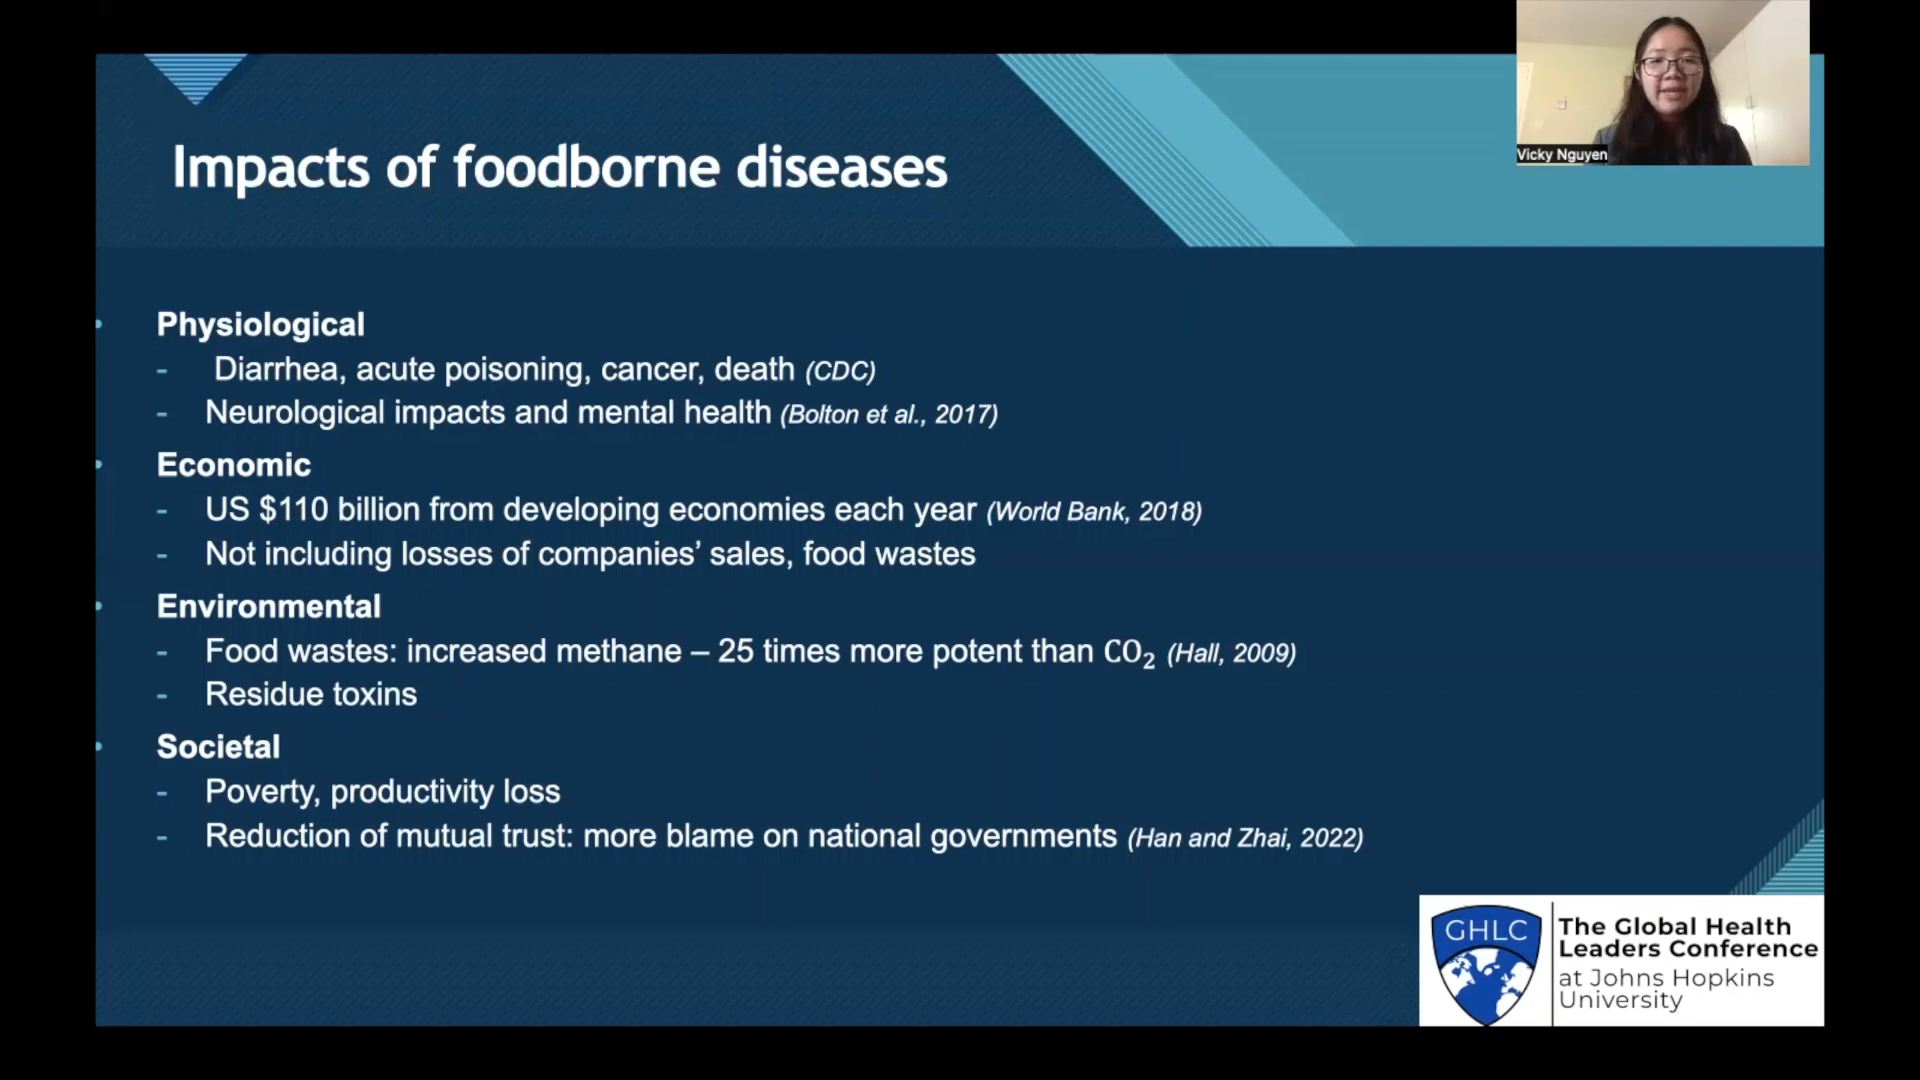 Vicky Nguyen
Impacts of foodborne diseases
• Physiological
- Diarrhea, acute poisoning, cancer, death (CDC)
- Neurological impacts and mental health (Bolton et al., 2017)
• Economic
- US $110 billion from developing economies each year (World Bank, 2018)
- Not including losses of companies’ sales, food wastes
• Environmental
- Food wastes: increased methane – 25 times more potent than CO₂ (Hall, 2009)
- Residue toxins
• Societal
- Poverty, productivity loss
- Reduction of mutual trust: more blame on national governments (Han and Zhai, 2022)
GHLC
The Global Health
Leaders Conference
at Johns Hopkins
University